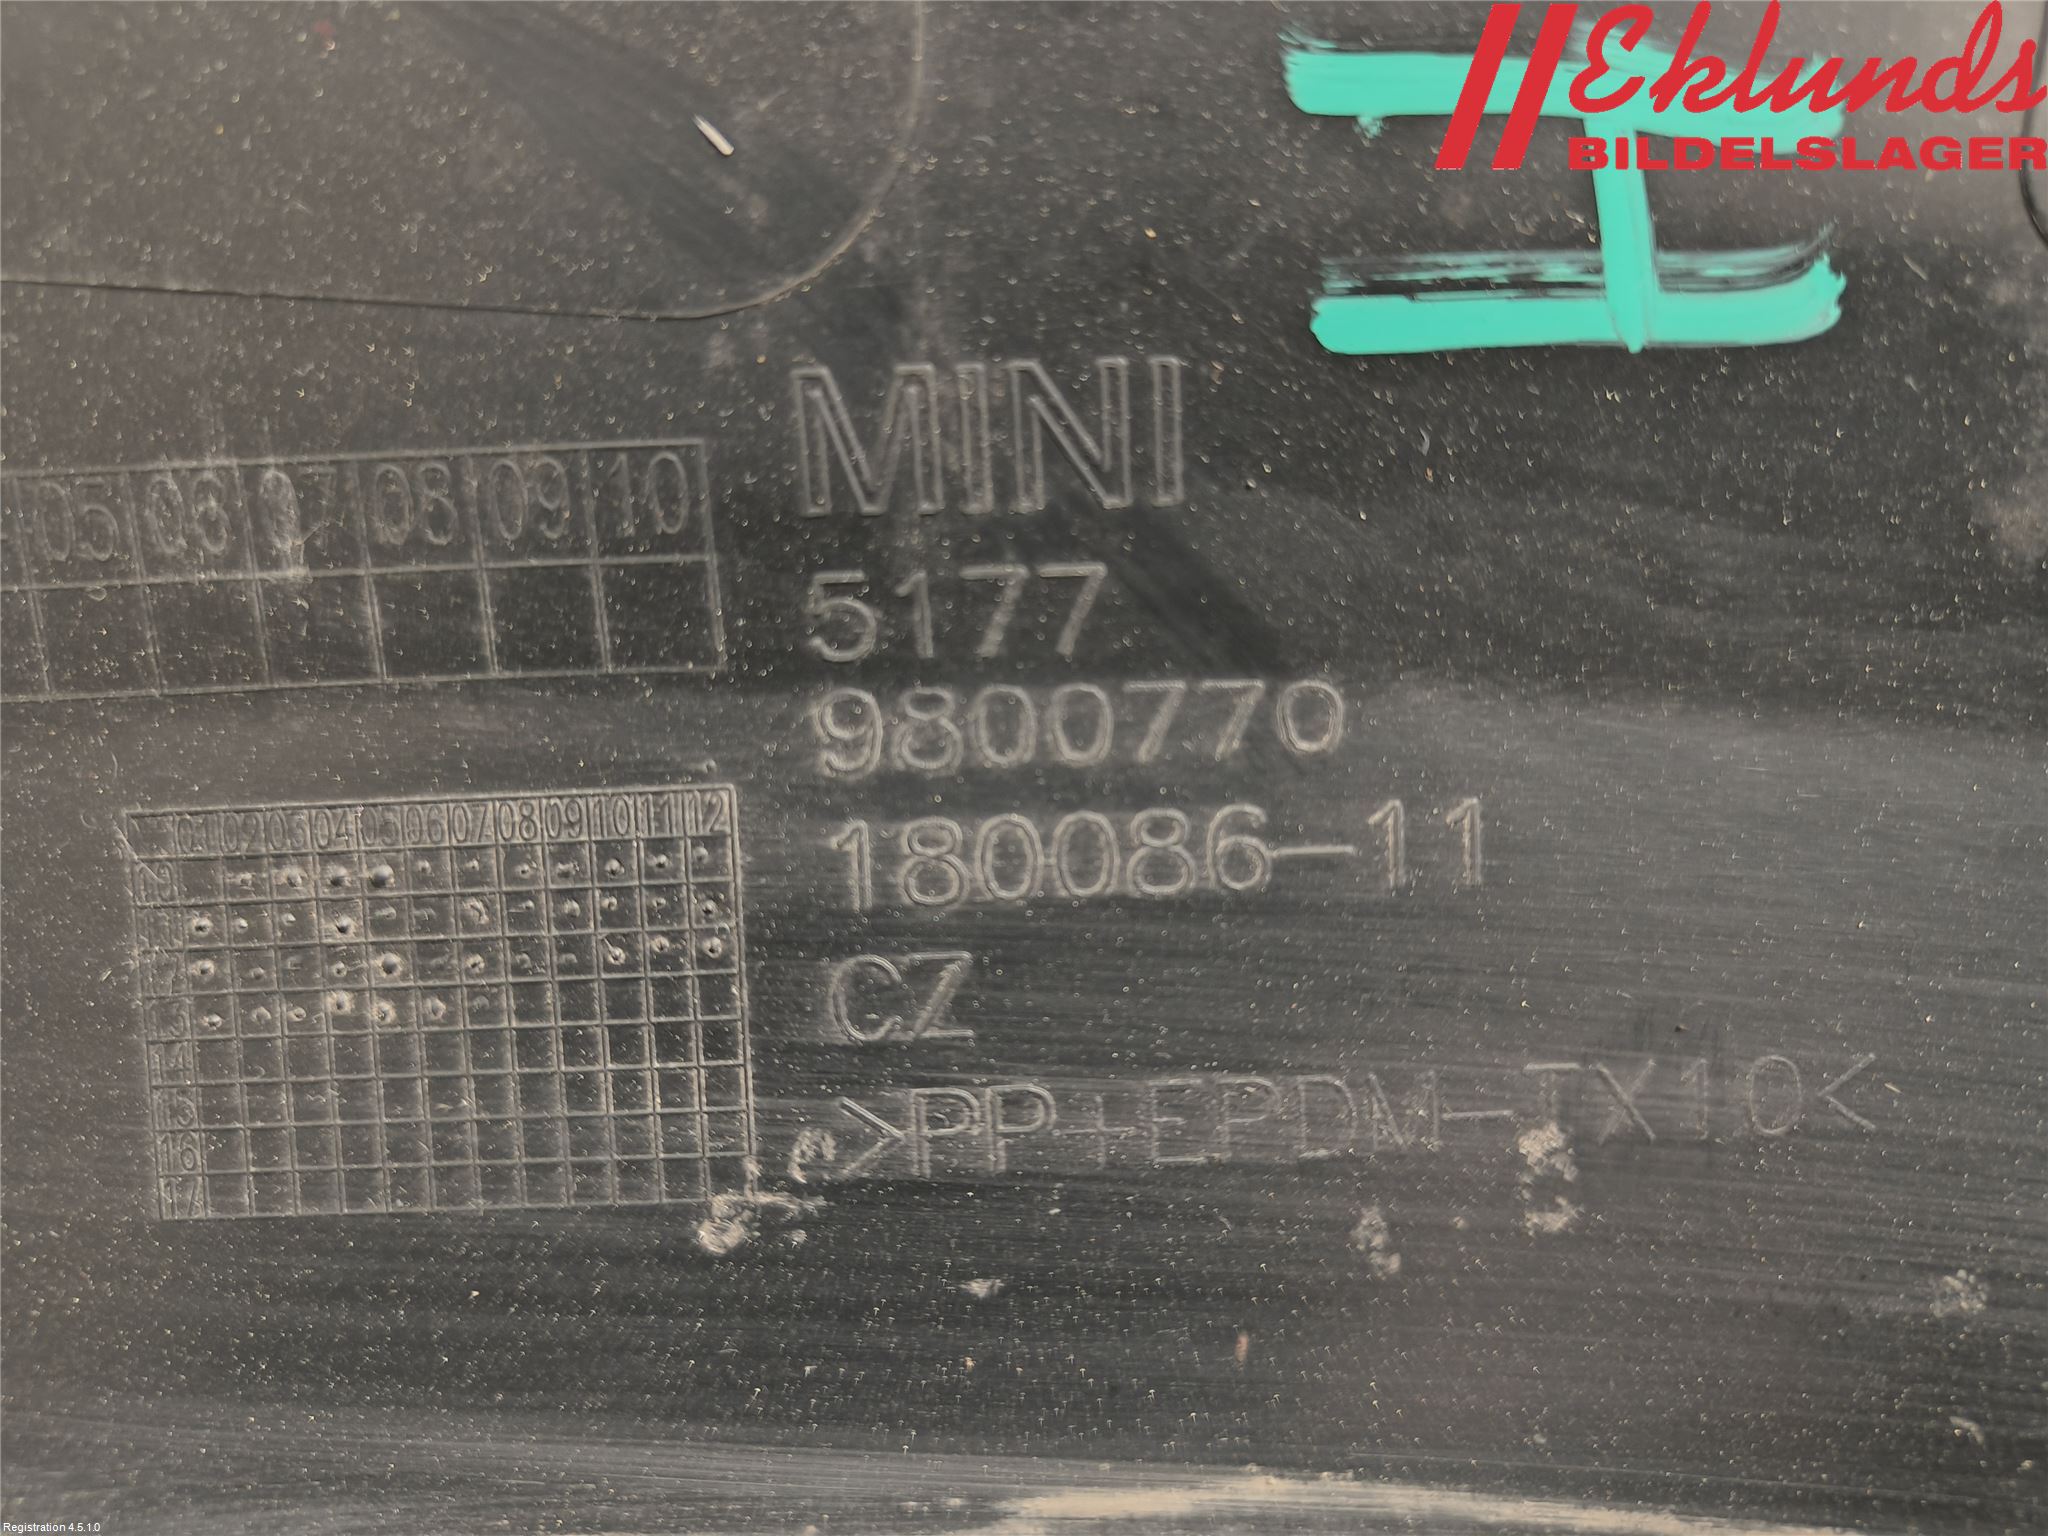 Eklunds
BILDELSLAGER
MINI
05 06 07 08 09 10
5177
9800770
180086-11
01 02 03 04 05 06 07 08 09 10 11 12
CZ
14
15
>PP+EPDM-TX10<
16
17
Registration 4.5.1.0